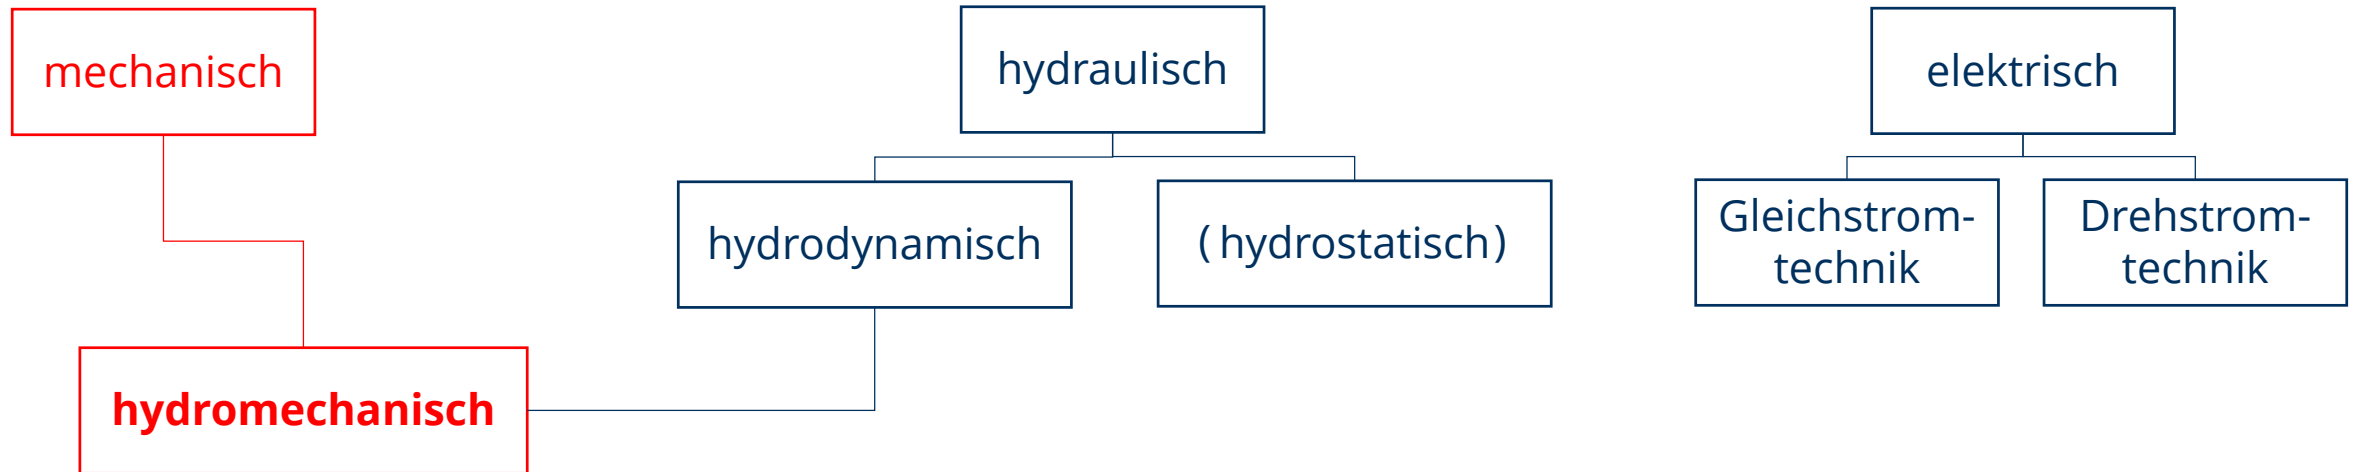 mechanisch
hydraulisch
elektrisch
hydrodynamisch
(hydrostatisch)
Gleichstrom-
technik
Drehstrom-
technik
hydromechanisch